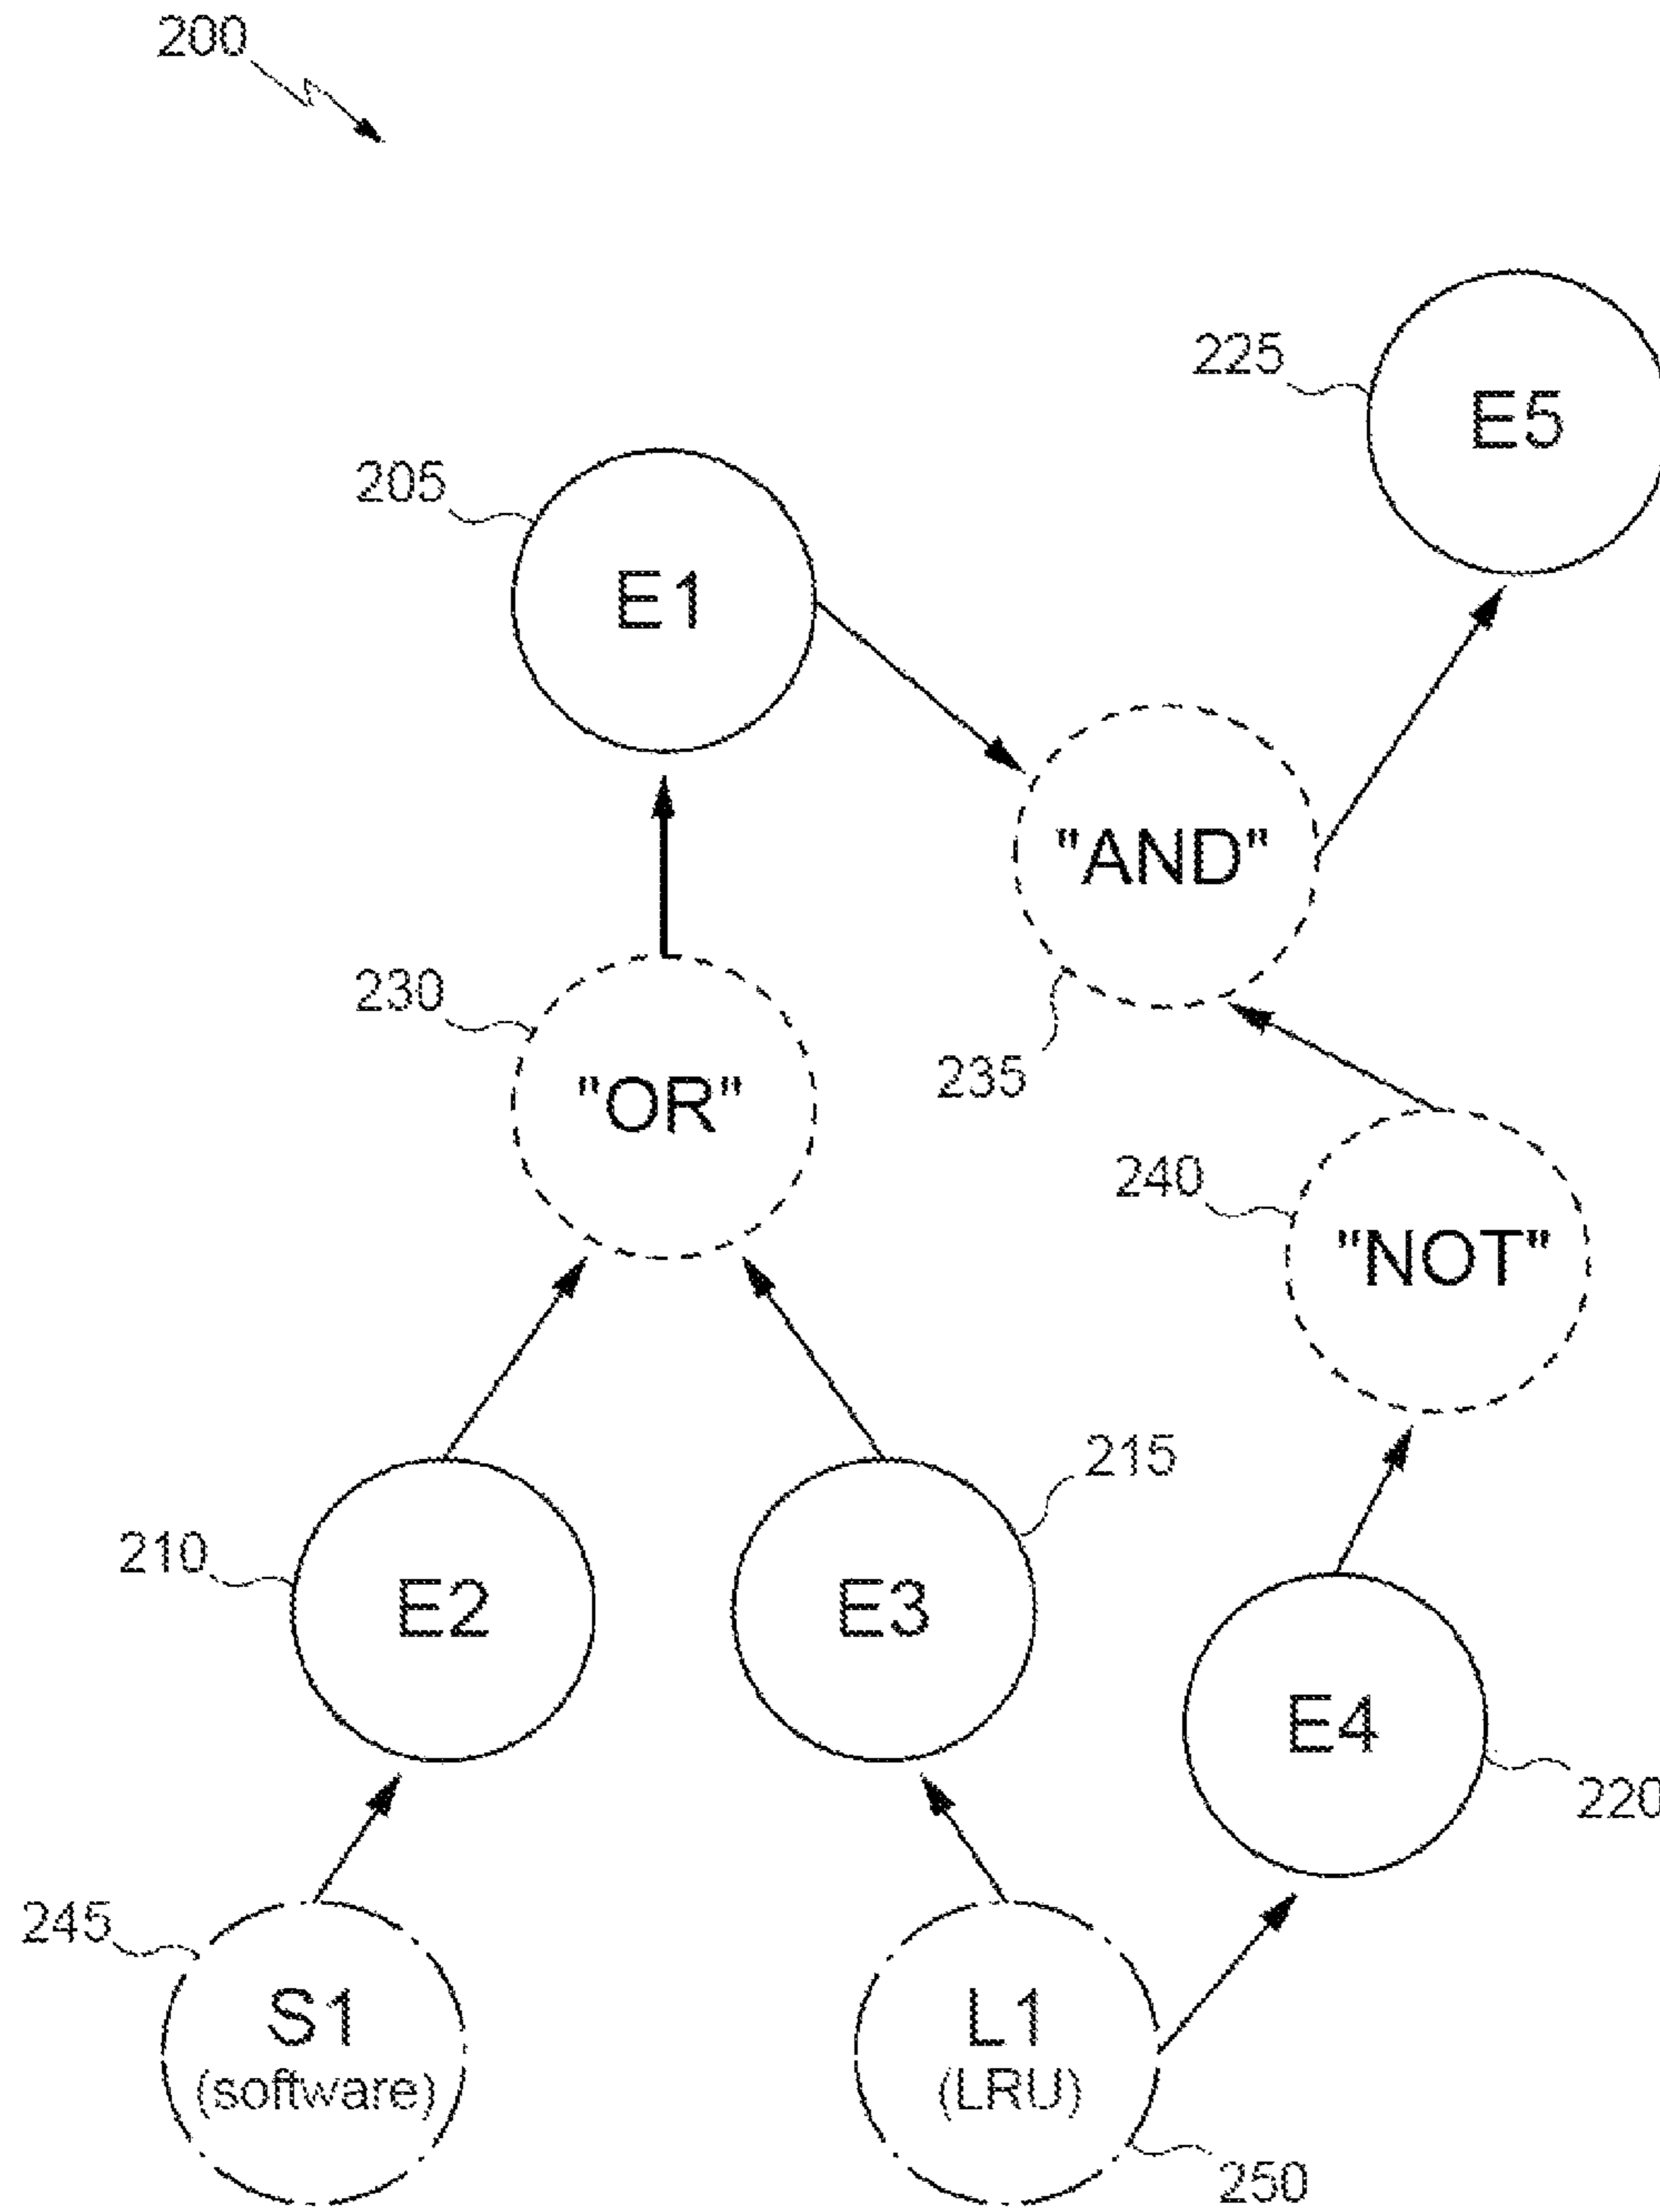 200
225
E5
205
E1
"AND"
230
235
"OR"
240
"NOT"
215
210
E2
E3
E4
220
245
S1
(software)
L1
(LRU)
250